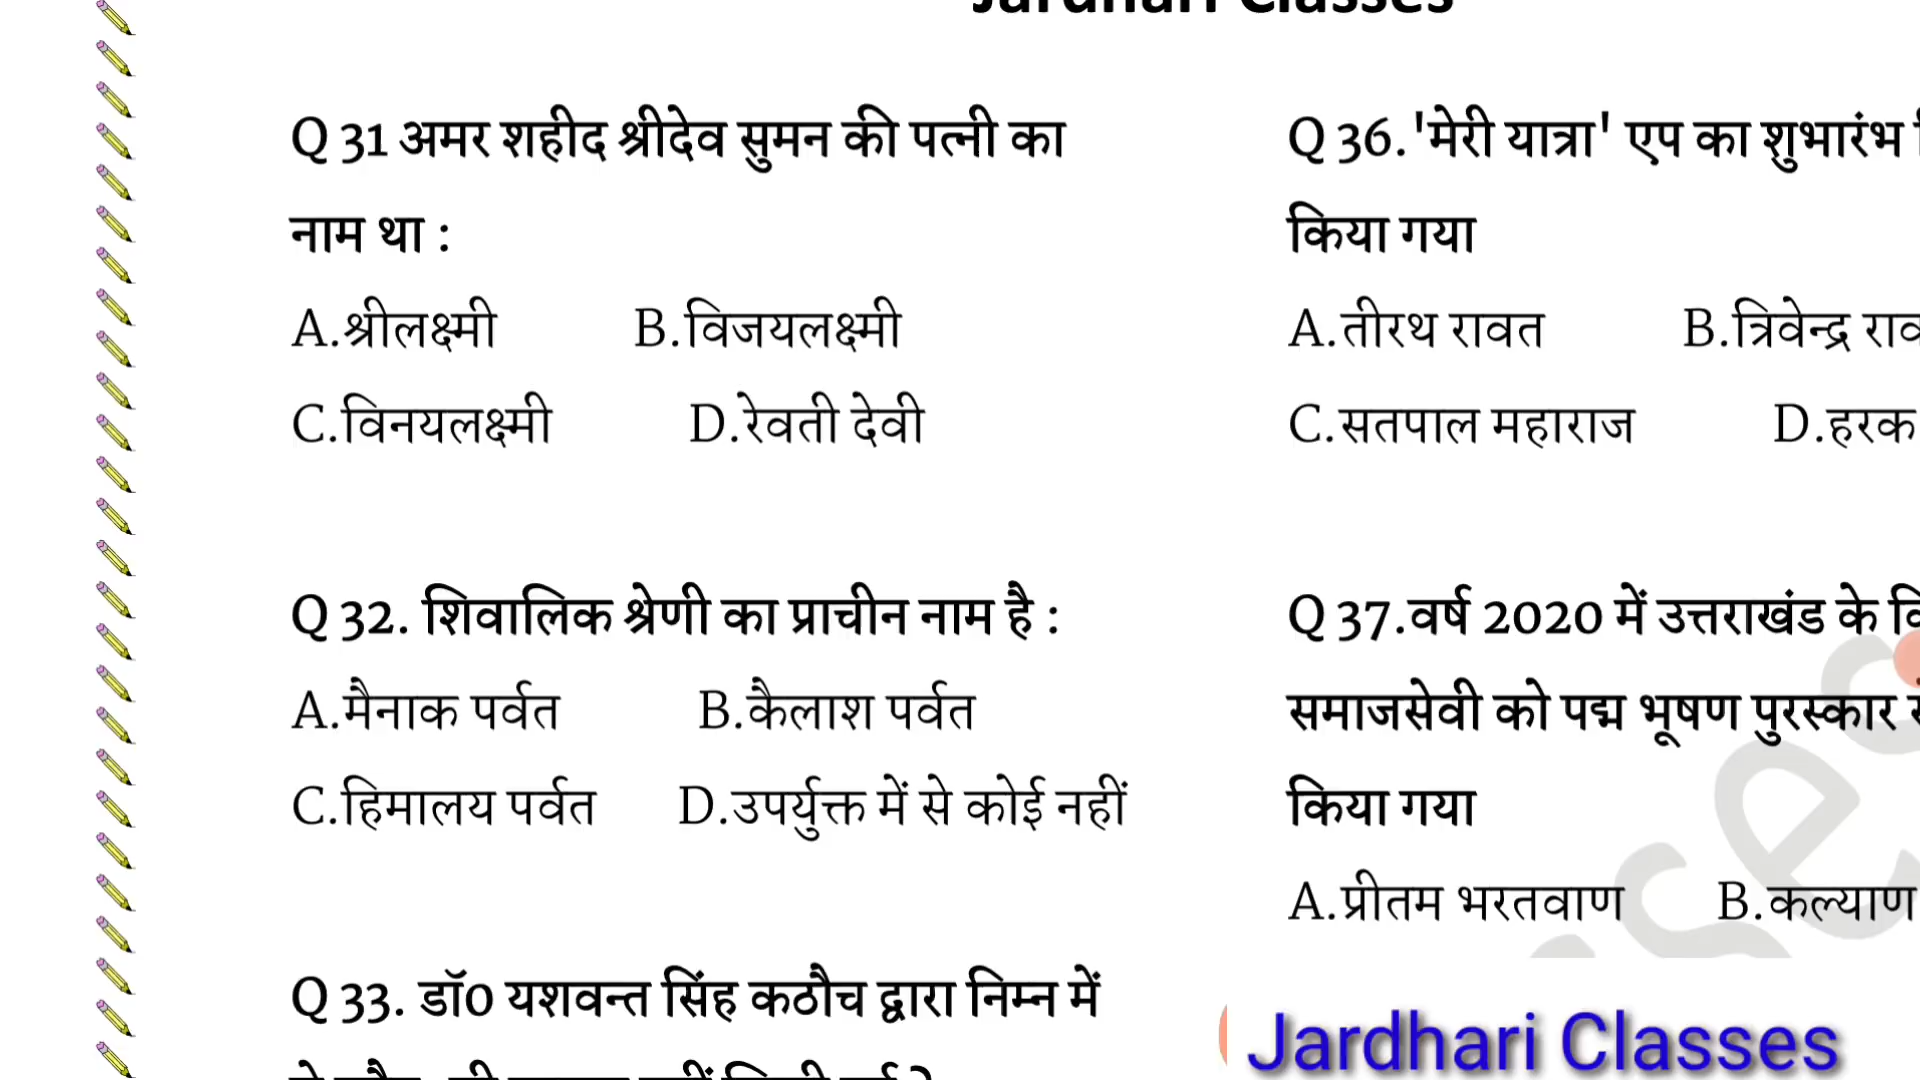 Jardhari Classes
Q 31 अमर शहीद श्रीदेव सुमन की पत्नी का
नाम था :
A.श्रीलक्ष्मी B.विजयलक्ष्मी
C.विनयलक्ष्मी D.रेवती देवी
Q 32. शिवालिक श्रेणी का प्राचीन नाम है :
A.मैनाक पर्वत B.कैलाश पर्वत
C.हिमालय पर्वत D.उपर्युक्त में से कोई नहीं
Q 33. डॉ0 यशवन्त सिंह कठौच द्वारा निम्न में
Q 36.'मेरी यात्रा' एप का शुभारंभ
किया गया
A.तीरथ रावत B.त्रिवेन्द्र
C.सतपाल महाराज D.हरक
Q 37.वर्ष 2020 में उत्तराखंड के
समाजसेवी को पद्म भूषण पुरस्कार
किया गया
A.प्रीतम भरतवाण B.कल्याण
Jardhari Classes